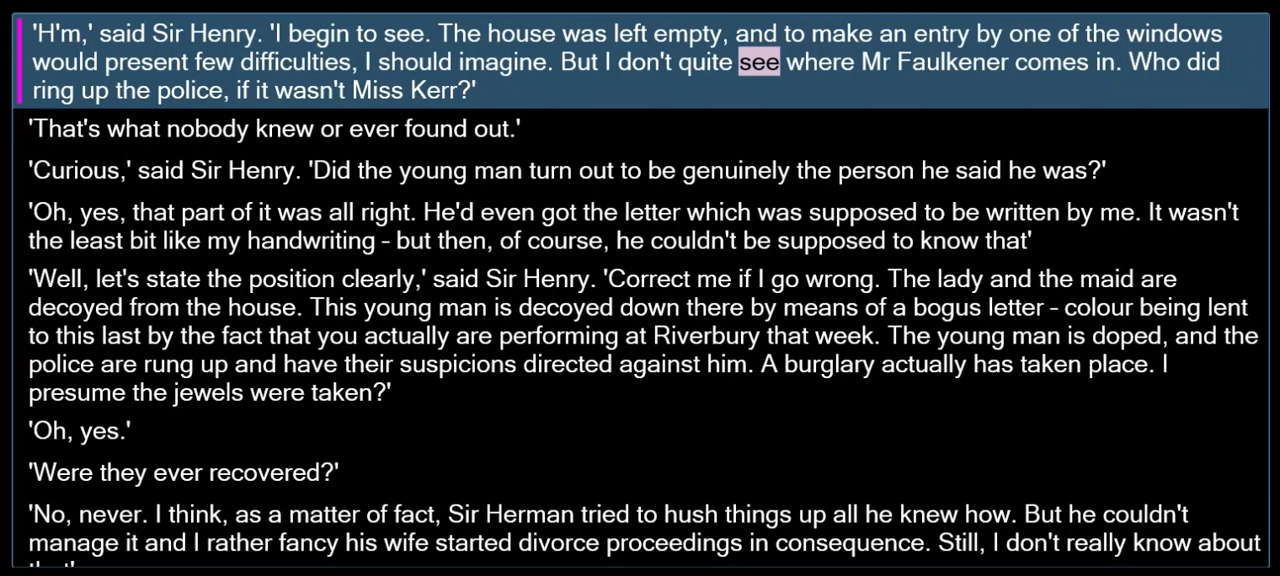 'H'm,' said Sir Henry. 'I begin to see. The house was left empty, and to make an entry by one of the windows
would present few difficulties, I should imagine. But I don't quite see where Mr Faulkener comes in. Who did
ring up the police, if it wasn't Miss Kerr?'
'That's what nobody knew or ever found out.'
'Curious,' said Sir Henry. 'Did the young man turn out to be genuinely the person he said he was?'
'Oh, yes, that part of it was all right. He'd even got the letter which was supposed to be written by me. It wasn't
the least bit like my handwriting - but then, of course, he couldn't be supposed to know that'
'Well, let's state the position clearly,' said Sir Henry. 'Correct me if I go wrong. The lady and the maid are
decoyed from the house. This young man is decoyed down there by means of a bogus letter - colour being lent
to this last by the fact that you actually are performing at Riverbury that week. The young man is doped, and the
police are rung up and have their suspicions directed against him. A burglary actually has taken place. I
presume the jewels were taken?'
'Oh, yes.'
'Were they ever recovered?'
'No, never. I think, as a matter of fact, Sir Herman tried to hush things up all he knew how. But he couldn't
manage it and I rather fancy his wife started divorce proceedings in consequence. Still, I don't really know about